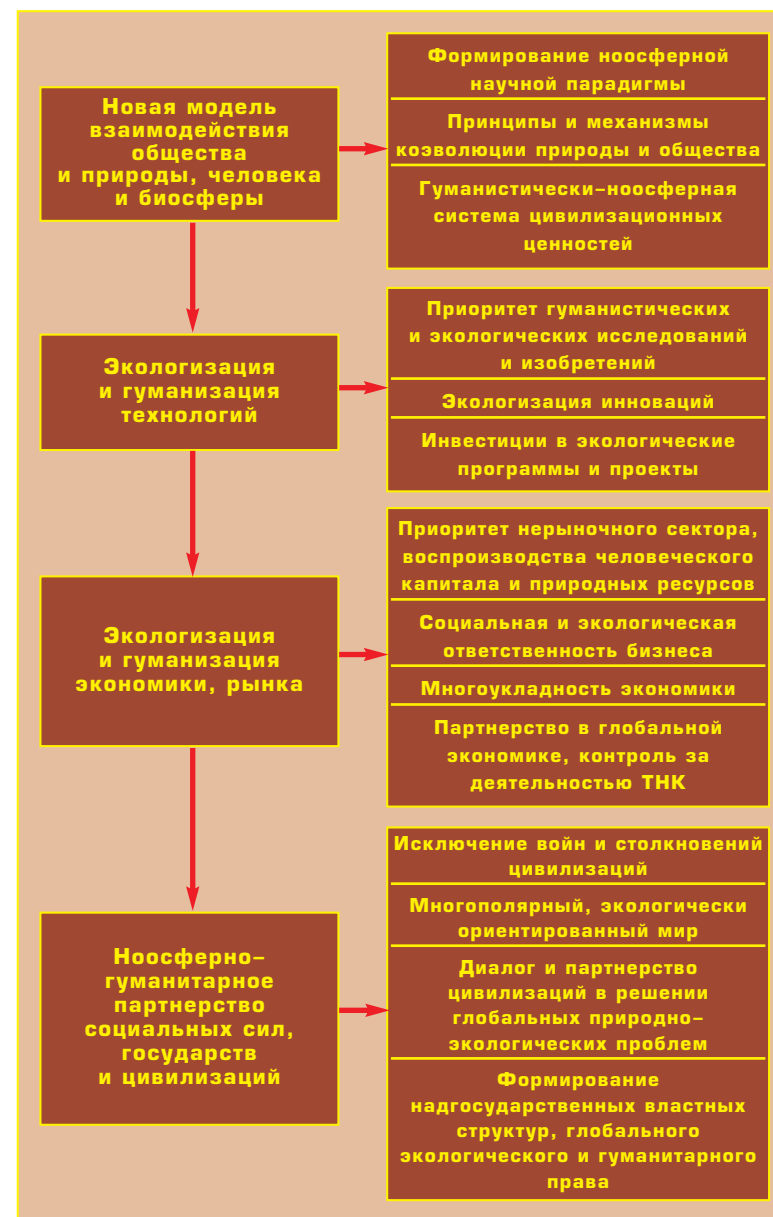 Новая модель
взаимодействия
общества
и природы, человека
и биосферы
Формирование ноосферной
научной парадигмы
Принципы и механизмы
коэволюции природы и общества
Гуманистически-ноосферная
система цивилизационных
ценностей
Экологизация
и гуманизация
технологий
Приоритет гуманистических
и экологических исследований
и изобретений
Экологизация инноваций
Инвестиции в экологические
программы и проекты
Экологизация
и гуманизация
экономики, рынка
Приоритет нерыночного сектора,
воспроизводства человеческого
капитала и природных ресурсов
Социальная и экологическая
ответственность бизнеса
Многоукладность экономики
Партнерство в глобальной
экономике, контроль за
деятельностью ТНК
Ноосферно-
гуманитарное
партнерство
социальных сил,
государств
и цивилизаций
Исключение войн и столкновений
цивилизаций
Многополярный, экологически
ориентированный мир
Диалог и партнерство
цивилизаций в решении
глобальных природно-
экологических проблем
Формирование
надгосударственных властных
структур, глобального
экологического и гуманитарного
права